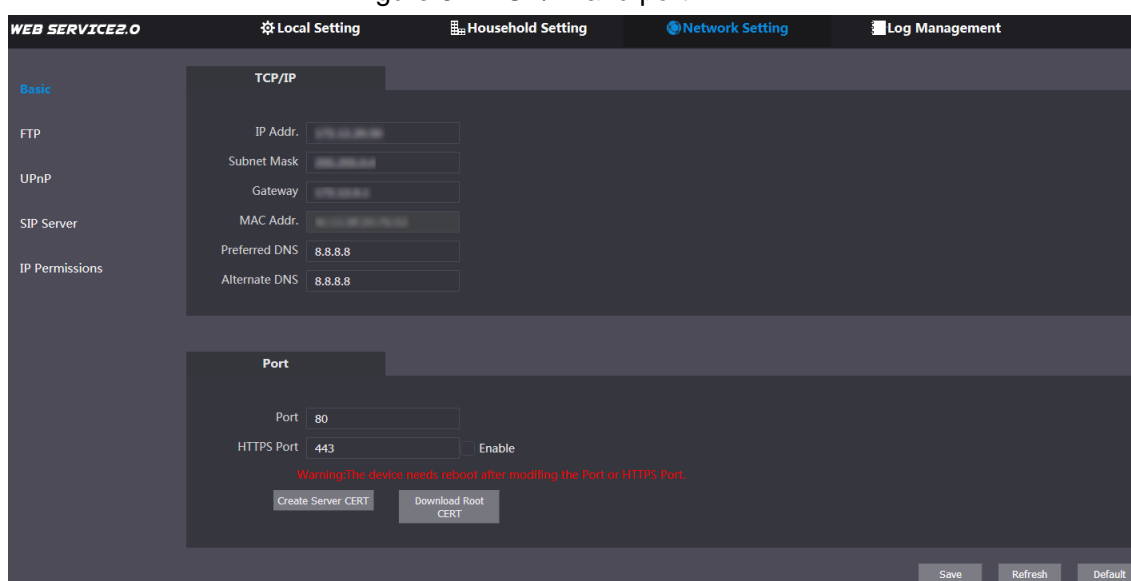 WEB SERVICE2.0
Local Setting
Household Setting
Network Setting
Log Management
Basic
FTP
UPnP
SIP Server
IP Permissions
TCP/IP
IP Addr.
Subnet Mask
Gateway
MAC Addr.
Preferred DNS 8.8.8.8
Alternate DNS 8.8.8.8
Port
Port 80
HTTPS Port 443 Enable
Warning:The device needs reboot after modifing the Port or HTTPS Port.
Create Server CERT
Download Root
CERT
Save Refresh Default